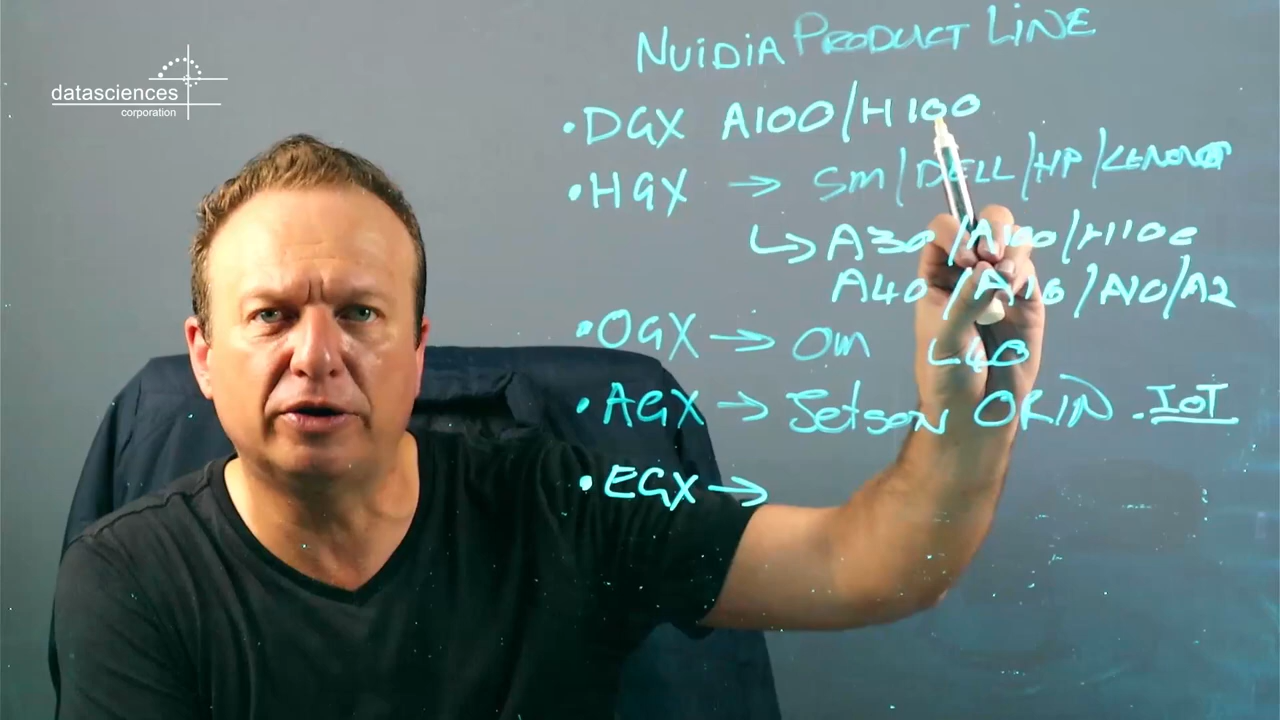 datasciences
corporation
NViDiA PRODUCT LINE
• DGX A100/H100
• HGX → Sm/DELL/HP/LENOVO
↳ A30/A100/H100
A40/A16/A10/A2
• OGX → Om L40
• AGX → Jetson ORIN . IOT
• EGX →